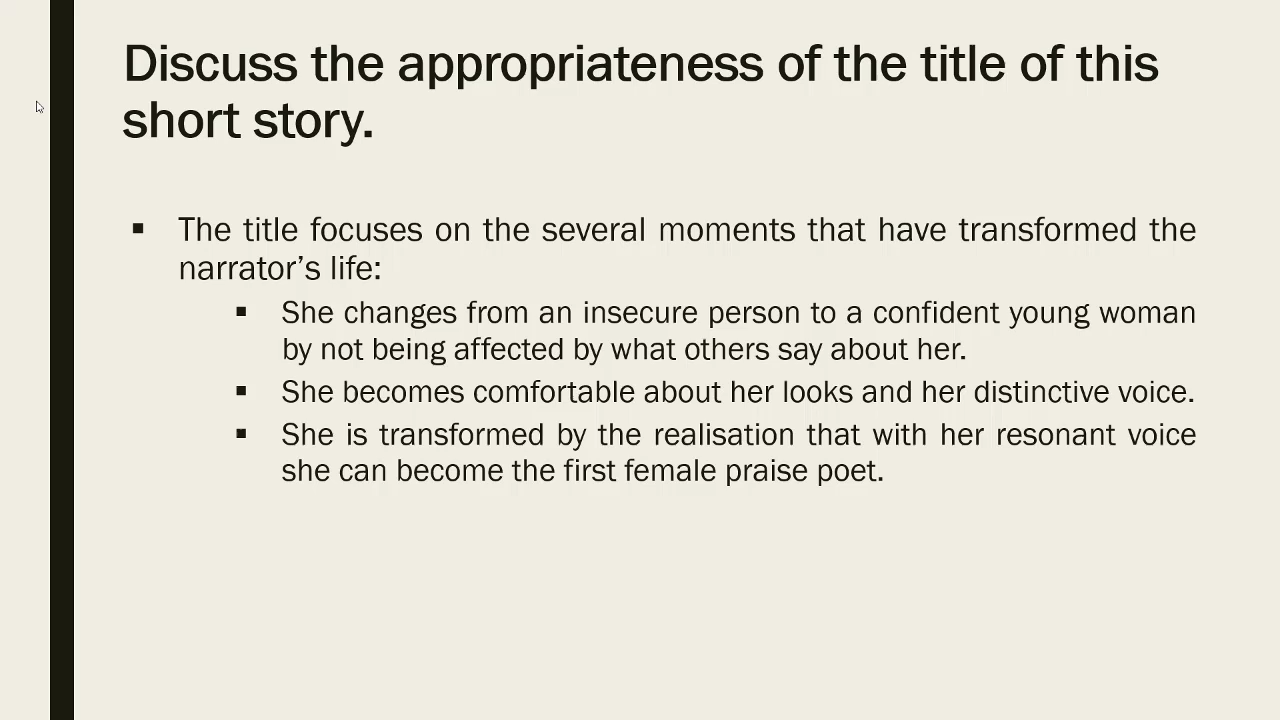 Discuss the appropriateness of the title of this
short story.
▪ The title focuses on the several moments that have transformed the
narrator’s life:
▪ She changes from an insecure person to a confident young woman
by not being affected by what others say about her.
▪ She becomes comfortable about her looks and her distinctive voice.
▪ She is transformed by the realisation that with her resonant voice
she can become the first female praise poet.